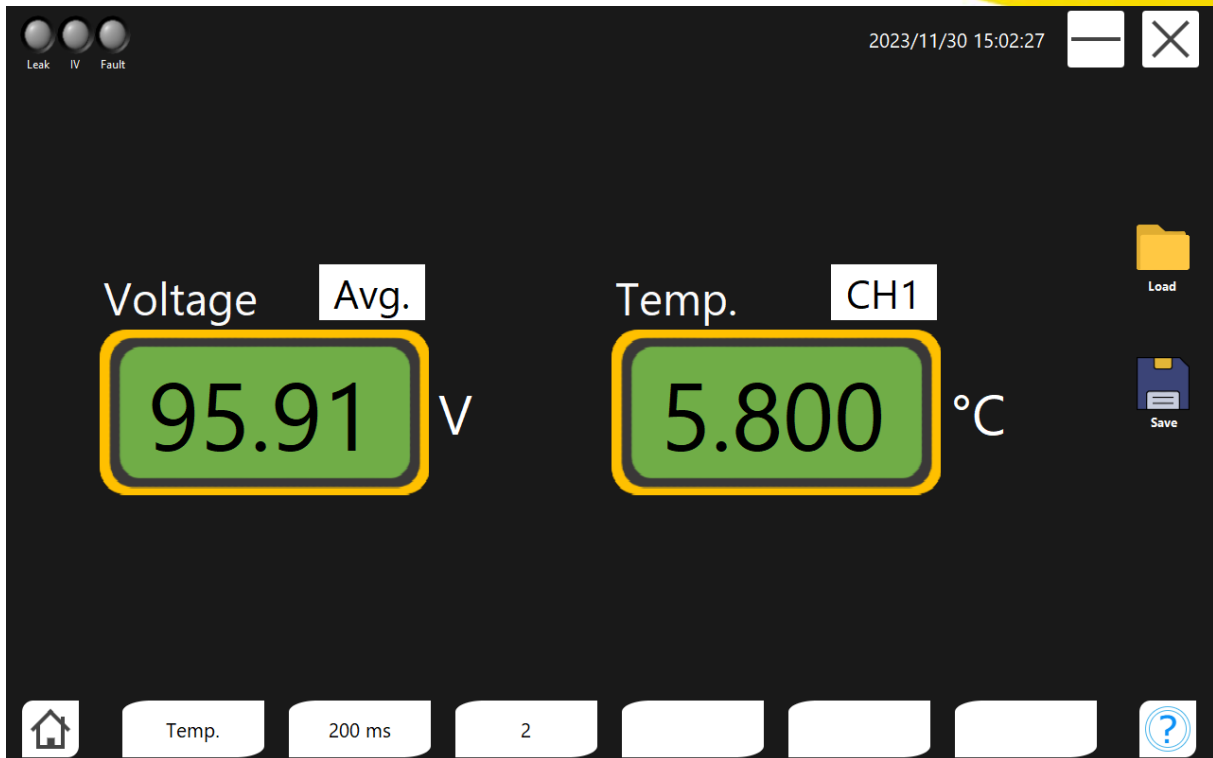 2023/11/30 15:02:27
Leak IV Fault
Load
Voltage Avg. Temp. CH1
95.91 V 5.800 °C
Save
Temp. 200 ms 2 ?